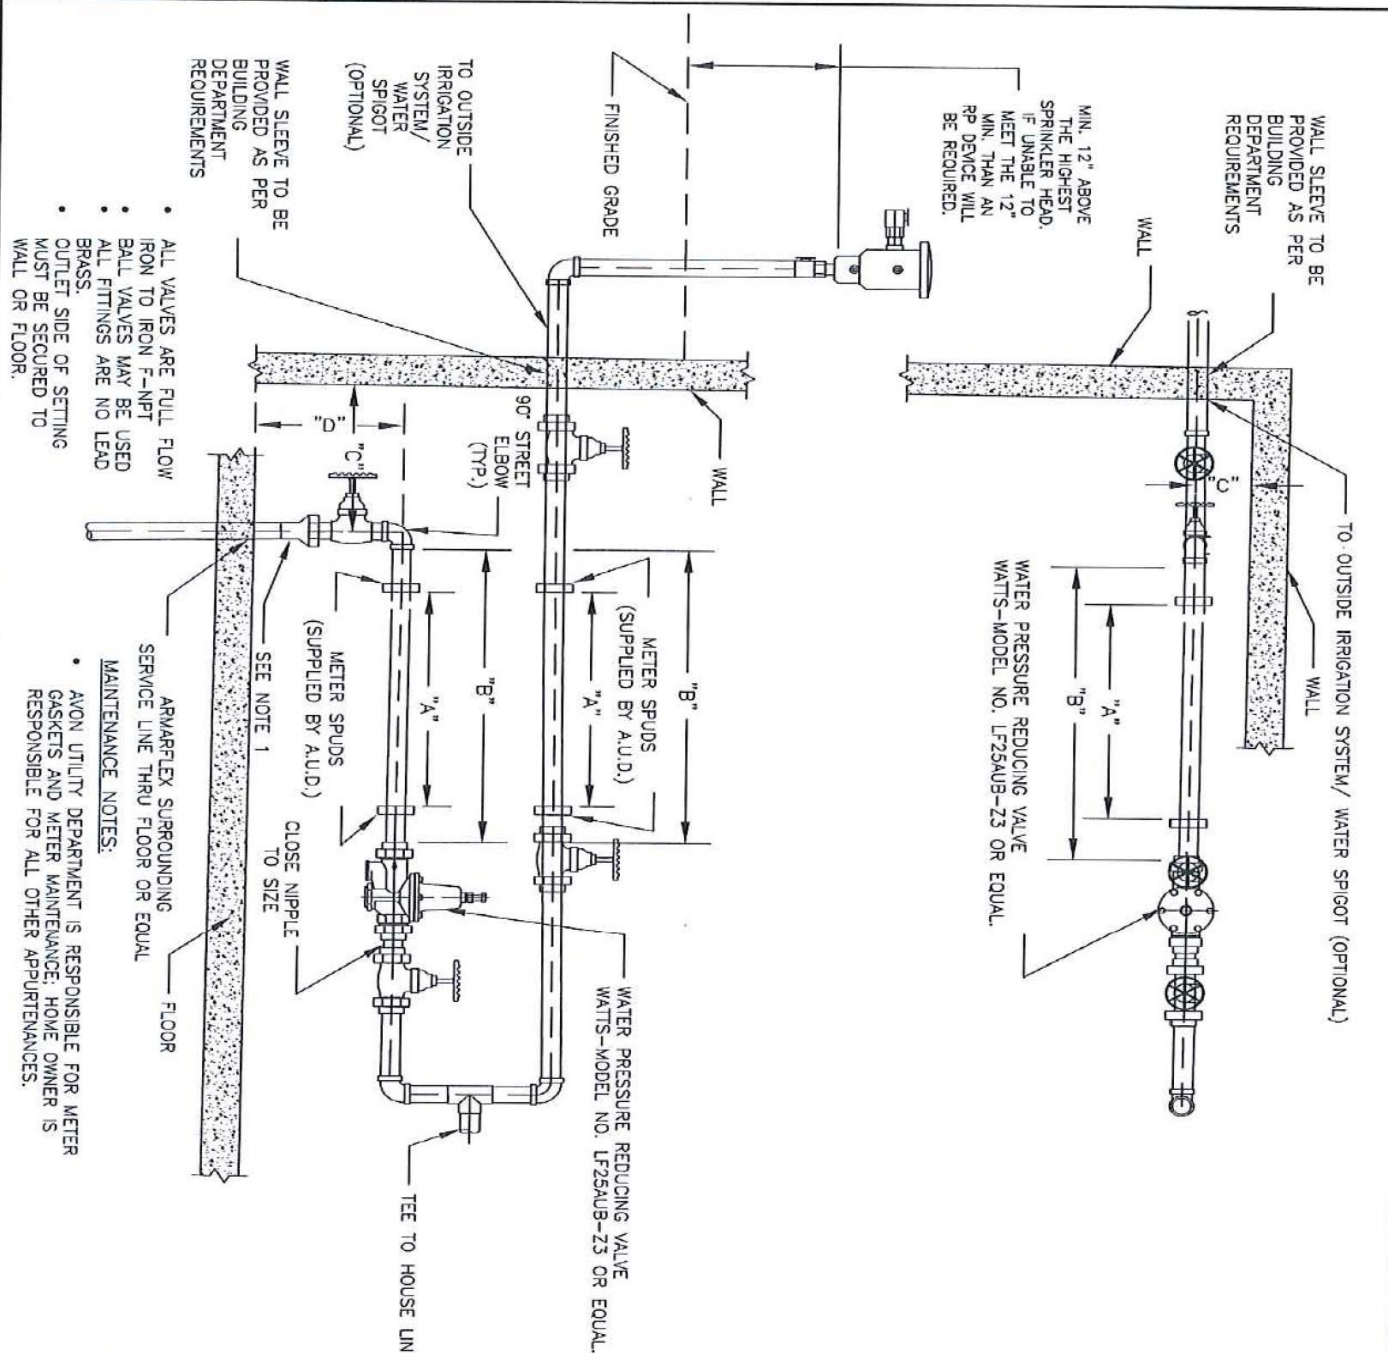 WALL SLEEVE TO BE
PROVIDED AS PER
BUILDING
DEPARTMENT
REQUIREMENTS
TO OUTSIDE IRRIGATION SYSTEM/ WATER SPIGOT (OPTIONAL)
WALL
WALL
"C"
"A"
"B"
WATER PRESSURE REDUCING VALVE
WATTS-MODEL NO. LF25AUB-Z3 OR EQUAL.
MIN. 12" ABOVE
THE HIGHEST
SPRINKLER HEAD.
IF UNABLE TO
MEET THE 12"
MIN. THAN AN
RP DEVICE WILL
BE REQUIRED.
FINISHED GRADE
TO OUTSIDE
IRRIGATION
SYSTEM/
WATER
SPIGOT
(OPTIONAL)
WALL SLEEVE TO BE
PROVIDED AS PER
BUILDING
DEPARTMENT
REQUIREMENTS
WALL
"B"
METER SPUDS
(SUPPLIED BY A.U.D.)
"A"
90° STREET
ELBOW
(TYP.)
"B"
"A"
"D"
"C"
METER SPUDS
(SUPPLIED BY A.U.D.)
WATER PRESSURE REDUCING VALVE
WATTS-MODEL NO. LF25AUB-Z3 OR EQUAL.
TEE TO HOUSE LIN
CLOSE NIPPLE
TO SIZE
SEE NOTE 1
ARMARFLEX SURROUNDING
SERVICE LINE THRU FLOOR OR EQUAL
FLOOR
• ALL VALVES ARE FULL FLOW
IRON TO IRON F-NPT
• BALL VALVES MAY BE USED
• ALL FITTINGS ARE NO LEAD
BRASS.
• OUTLET SIDE OF SETTING
MUST BE SECURED TO
WALL OR FLOOR.
MAINTENANCE NOTES:
• AVON UTILITY DEPARTMENT IS RESPONSIBLE FOR METER
GASKETS AND METER MAINTENANCE; HOME OWNER IS
RESPONSIBLE FOR ALL OTHER APPURTENANCES.